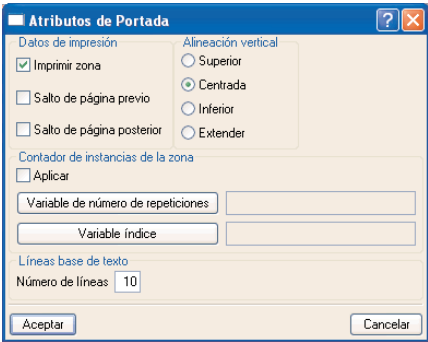 Atributos de Portada
Datos de impresión
Imprimir zona
Salto de página previo
Salto de página posterior
Alineación vertical
Superior
Centrada
Inferior
Extender
Contador de instancias de la zona
Aplicar
Variable de número de repeticiones
Variable índice
Líneas base de texto
Número de líneas 10
Aceptar
Cancelar